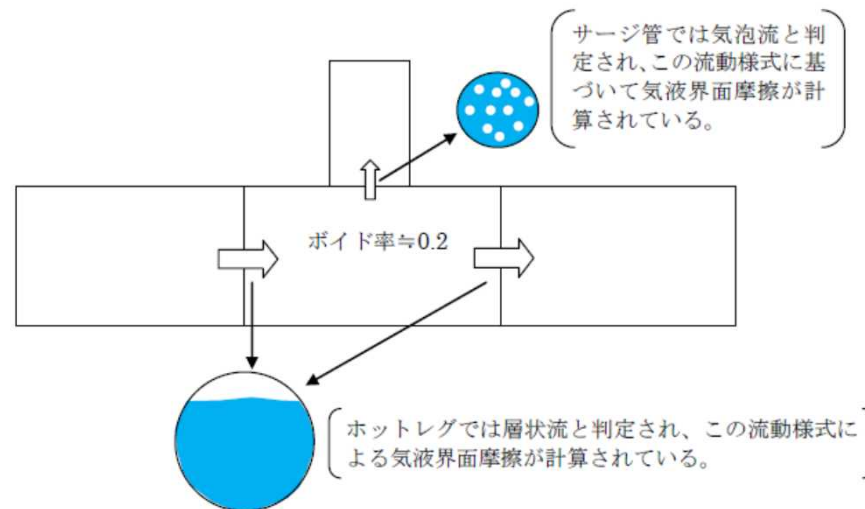 サージ管では気泡流と判
定され、この流動様式に基
づいて気液界面摩擦が計
算されている。
ボイド率≒0.2
ホットレグでは層状流と判定され、この流動様式に
よる気液界面摩擦が計算されている。